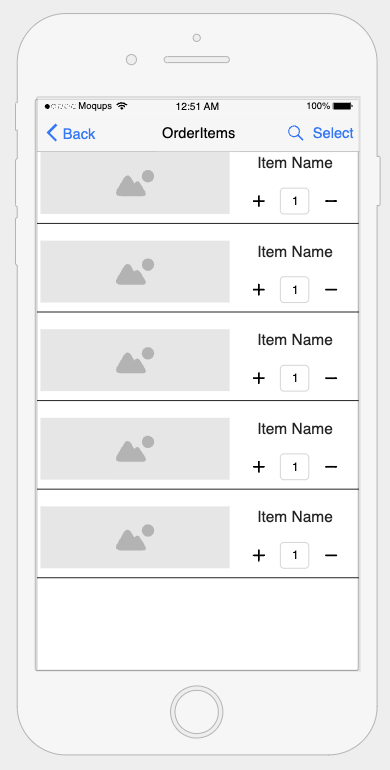 Moqups 12:51 AM 100%
Back OrderItems Select
Item Name
+ 1 −
Item Name
+ 1 −
Item Name
+ 1 −
Item Name
+ 1 −
Item Name
+ 1 −